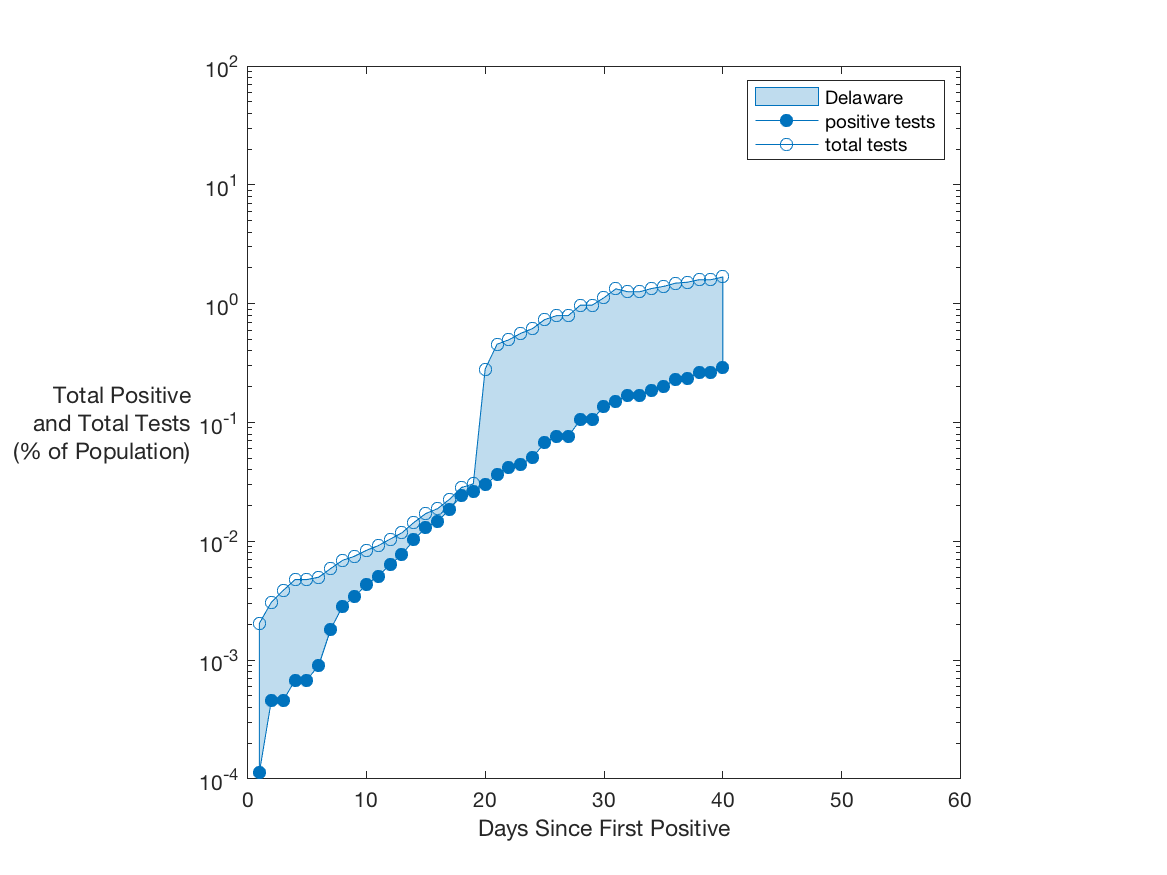 10^2
10^1
10^0
10^-1
10^-2
10^-3
10^-4
Total Positive
and Total Tests
(% of Population)
Delaware
positive tests
total tests
0 10 20 30 40 50 60
Days Since First Positive